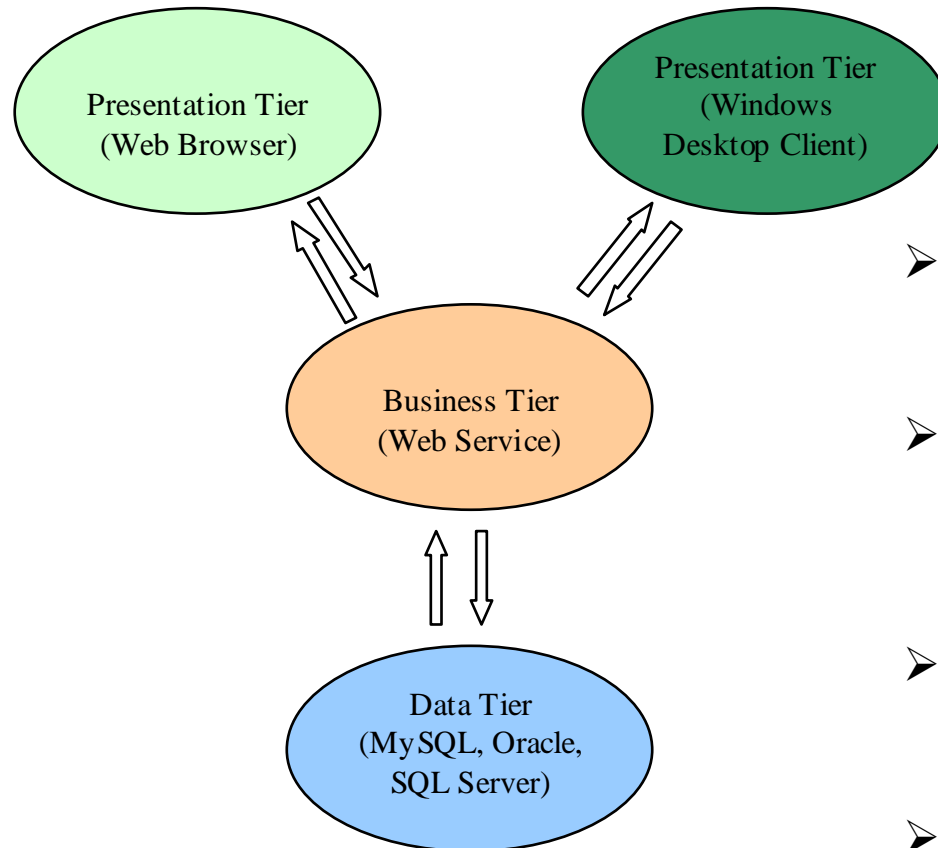 Presentation Tier
(Web Browser)
Presentation Tier
(Windows
Desktop Client)
Business Tier
(Web Service)
Data Tier
(MySQL, Oracle,
SQL Server)